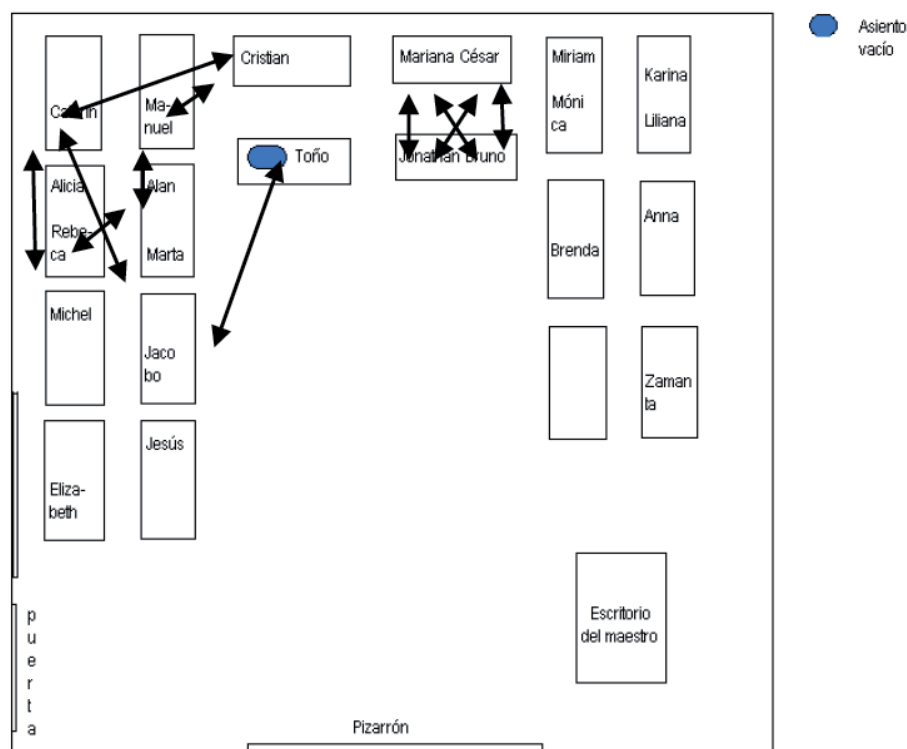 Asiento
vacío
Cristian
Mariana César
Miriam
Móni
ca
Karina
Liliana
Ma-
nuel
Toño
Jonathan Bruno
Alicia
Rebe-
ca
Alan
Marta
Brenda
Anna
Michel
Jaco
bo
Zaman
ta
Jesús
Eliza-
beth
Escritorio
del maestro
p
u
e
r
t
a
Pizarrón